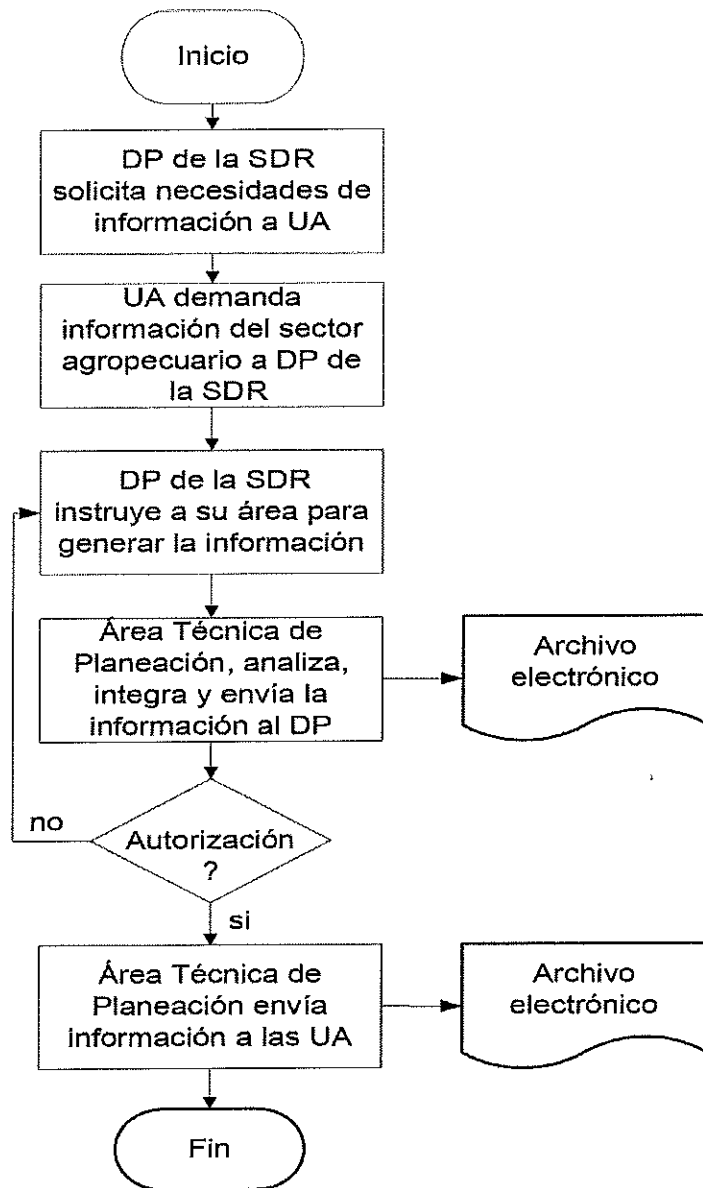 Inicio
DP de la SDR
solicita necesidades de
información a UA
UA demanda
información del sector
agropecuario a DP de
la SDR
DP de la SDR
instruye a su área para
generar la información
Área Técnica de
Planeación, analiza,
integra y envía la
información al DP
Archivo
electrónico
no
Autorización
?
si
Área Técnica de
Planeación envía
información a las UA
Archivo
electrónico
Fin